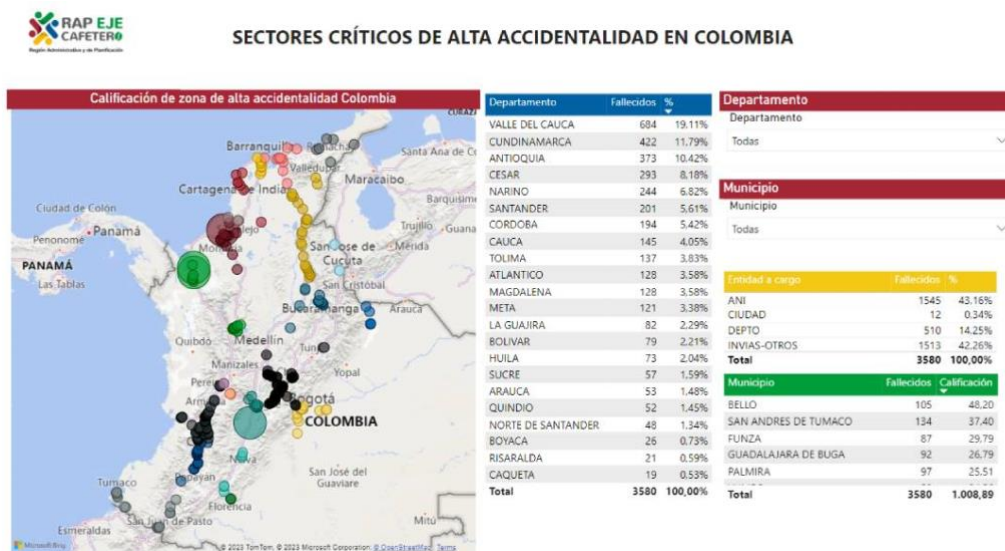 RAP EJE
CAFETERO
Región Administrativa y de Planificación
SECTORES CRÍTICOS DE ALTA ACCIDENTALIDAD EN COLOMBIA
Calificación de zona de alta accidentalidad Colombia
Barranquil
Santa Ana de Co
Valledupar
Maracaibo
Cartagena de Indias
Barquisime
Ciudad de Colón
Panamá
Penonomé
Trujillo
Guana
Mérida
PANAMÁ
San Jose de
Cucuta
Las Tablas
San Cristóbal
Bucaramanga
Arauca
Quibdó
Medellín
Manizales
Yopal
Bogotá
COLOMBIA
San José del
Guaviare
Popayán
Tumaco
Florencia
Mitú
San Juan de Pasto
Esmeraldas
Microsoft Bing
© 2023 TomTom, © 2023 Microsoft Corporation, © OpenStreetMap Terms
Departamento Fallecidos %
VALLE DEL CAUCA 684 19.11%
CUNDINAMARCA 422 11.79%
ANTIOQUIA 373 10.42%
CESAR 293 8,18%
NARINO 244 6.82%
SANTANDER 201 5,61%
CORDOBA 194 5,42%
CAUCA 145 4.05%
TOLIMA 137 3.83%
ATLANTICO 128 3,58%
MAGDALENA 128 3,58%
META 121 3,38%
LA GUAJIRA 82 2,29%
BOLIVAR 79 2,21%
HUILA 73 2,04%
SUCRE 57 1,59%
ARAUCA 53 1,48%
QUINDIO 52 1,45%
NORTE DE SANTANDER 48 1,34%
BOYACA 26 0,73%
RISARALDA 21 0,59%
CAQUETA 19 0,53%
Total 3580 100,00%
Departamento
Departamento
Todas
Municipio
Municipio
Todas
Entidad a cargo Fallecidos %
ANI 1545 43.16%
CIUDAD 12 0.34%
DEPTO 510 14.25%
INVIAS-OTROS 1513 42.26%
Total 3580 100,00%
Municipio Fallecidos Calificación
BELLO 105 48,20
SAN ANDRES DE TUMACO 134 37,40
FUNZA 87 29,79
GUADALAJARA DE BUGA 92 26,79
PALMIRA 97 25,51
Total 3580 1.008,89